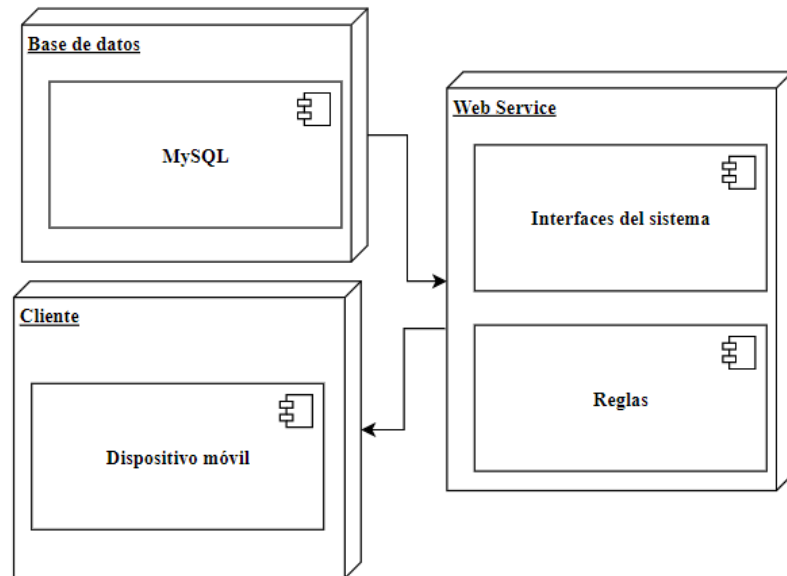 Base de datos
MySQL
Web Service
Interfaces del sistema
Reglas
Cliente
Dispositivo móvil